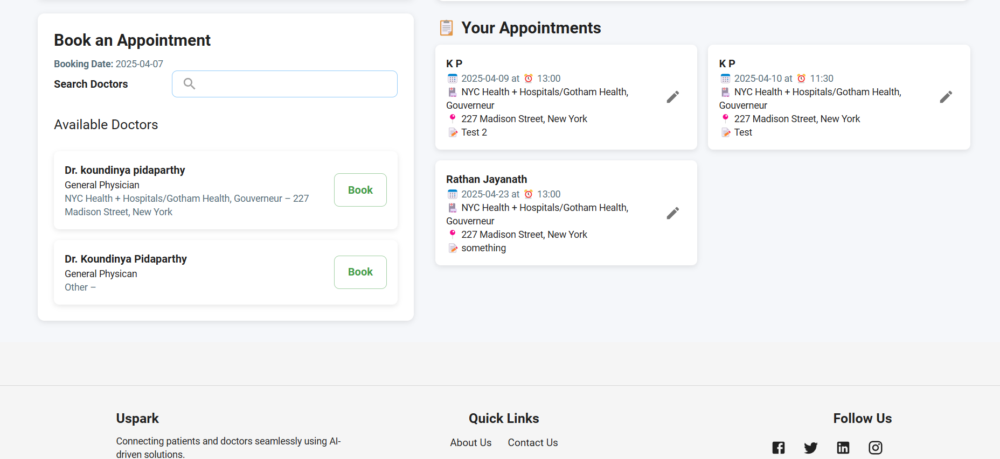 Book an Appointment
Booking Date: 2025-04-07
Search Doctors
Available Doctors
Dr. koundinya pidaparthy
General Physician
NYC Health + Hospitals/Gotham Health, Gouverneur – 227
Madison Street, New York
Book
Dr. Koundinya Pidaparthy
General Physican
Other –
Book
Your Appointments
K P
2025-04-09 at 13:00
NYC Health + Hospitals/Gotham Health,
Gouverneur
227 Madison Street, New York
Test 2
K P
2025-04-10 at 11:30
NYC Health + Hospitals/Gotham Health,
Gouverneur
227 Madison Street, New York
Test
Rathan Jayanath
2025-04-23 at 13:00
NYC Health + Hospitals/Gotham Health,
Gouverneur
227 Madison Street, New York
something
Uspark
Connecting patients and doctors seamlessly using AI-
driven solutions.
Quick Links
About Us Contact Us
Follow Us